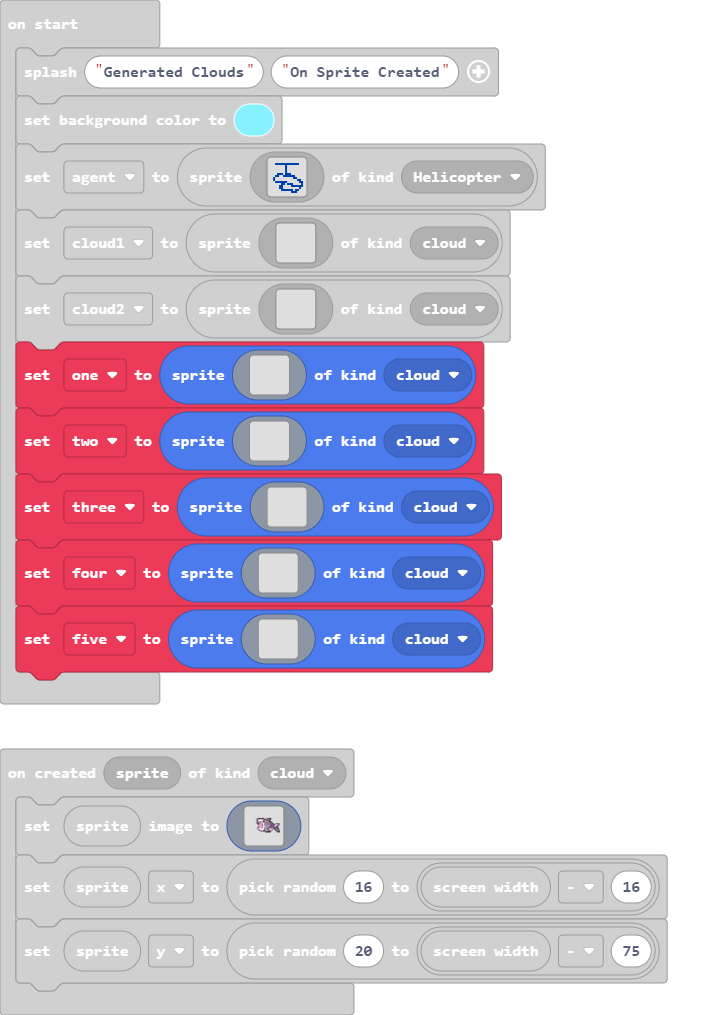 on start
splash "Generated Clouds" "On Sprite Created"
set background color to
set agent to sprite of kind Helicopter
set cloud1 to sprite of kind cloud
set cloud2 to sprite of kind cloud
set one to sprite of kind cloud
set two to sprite of kind cloud
set three to sprite of kind cloud
set four to sprite of kind cloud
set five to sprite of kind cloud
on created sprite of kind cloud
set sprite image to
set sprite x to pick random 16 to screen width - 16
set sprite y to pick random 20 to screen width - 75